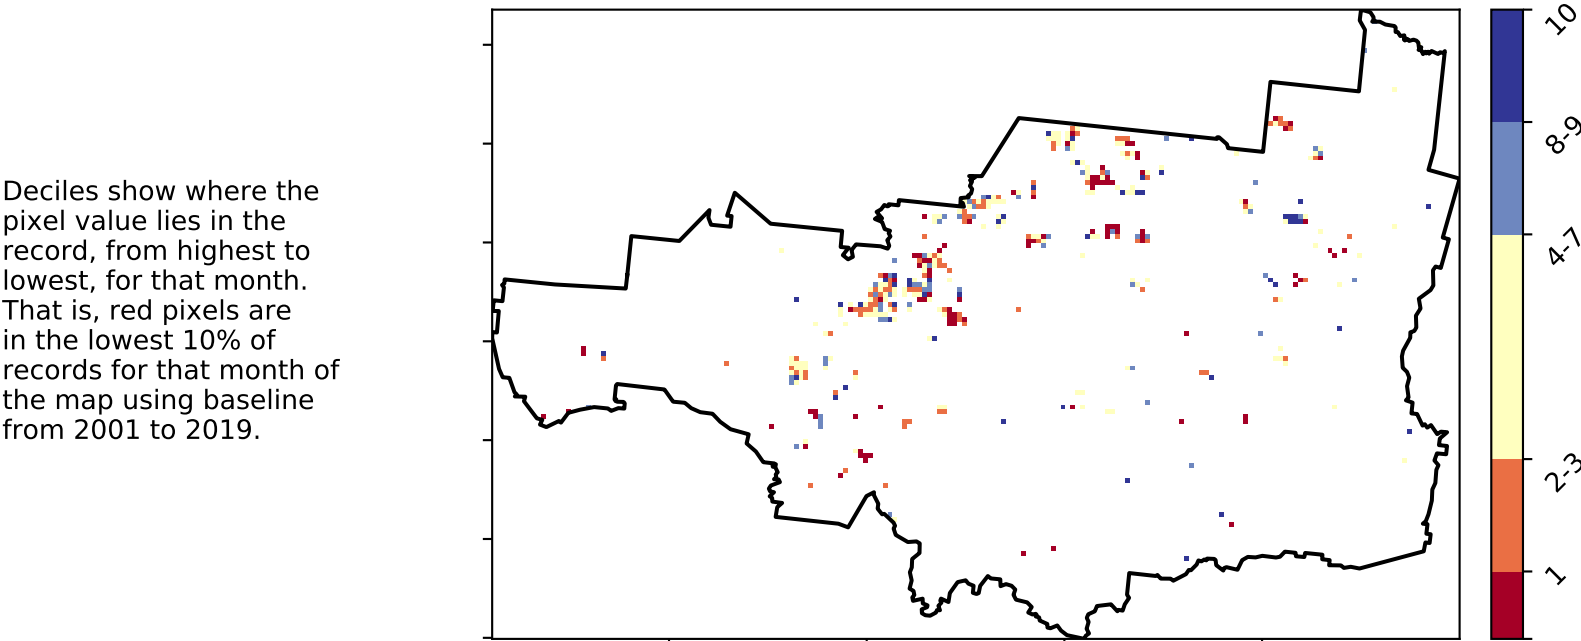 Deciles show where the
pixel value lies in the
record, from highest to
lowest, for that month.
That is, red pixels are
in the lowest 10% of
records for that month of
the map using baseline
from 2001 to 2019.
10
8-9
4-7
2-3
1